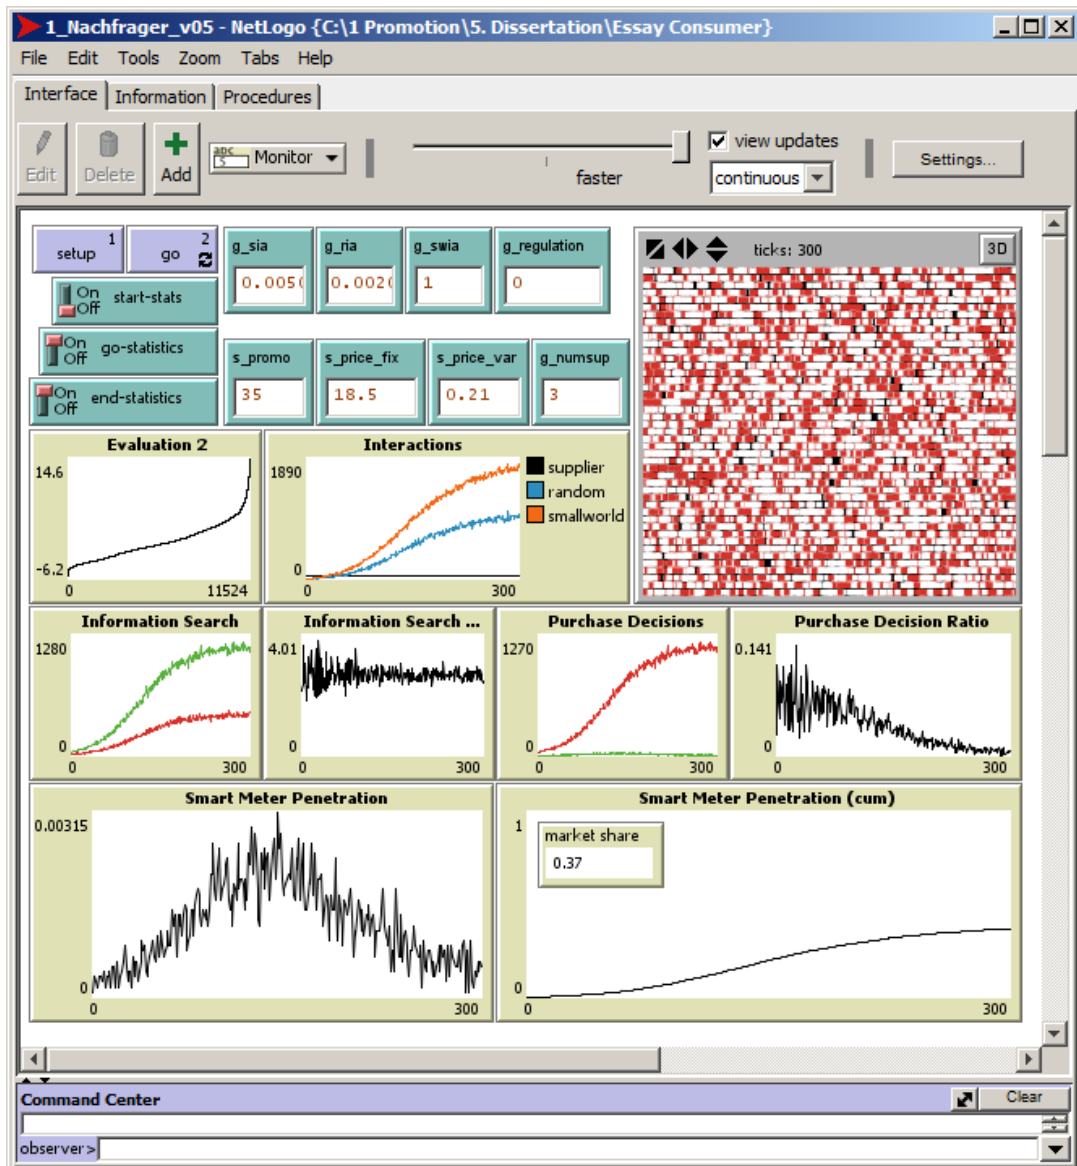 1_Nachfrager_v05 - NetLogo {C:\1 Promotion\5. Dissertation\Essay Consumer}
File Edit Tools Zoom Tabs Help
Interface Information Procedures
Edit Delete Add abc 5 Monitor faster view updates continuous Settings...
setup 1 go 2
g_sia g_ria g_swia g_regulation
0.005 0.002 1 0
ticks: 300 3D
On Off start-stats
On Off go-statistics
On Off end-statistics
s_promo s_price_fix s_price_var g_numsup
35 18.5 0.21 3
Evaluation 2
14.6
-6.2
0 11524
Interactions
1890
0
0 300
supplier
random
smallworld
Information Search
1280
0
0 300
Information Search ...
4.01
0
0 300
Purchase Decisions
1270
0
0 300
Purchase Decision Ratio
0.141
0
0 300
Smart Meter Penetration
0.00315
0
0 300
Smart Meter Penetration (cum)
1
market share
0.37
0
0 300
Command Center Clear
observer>